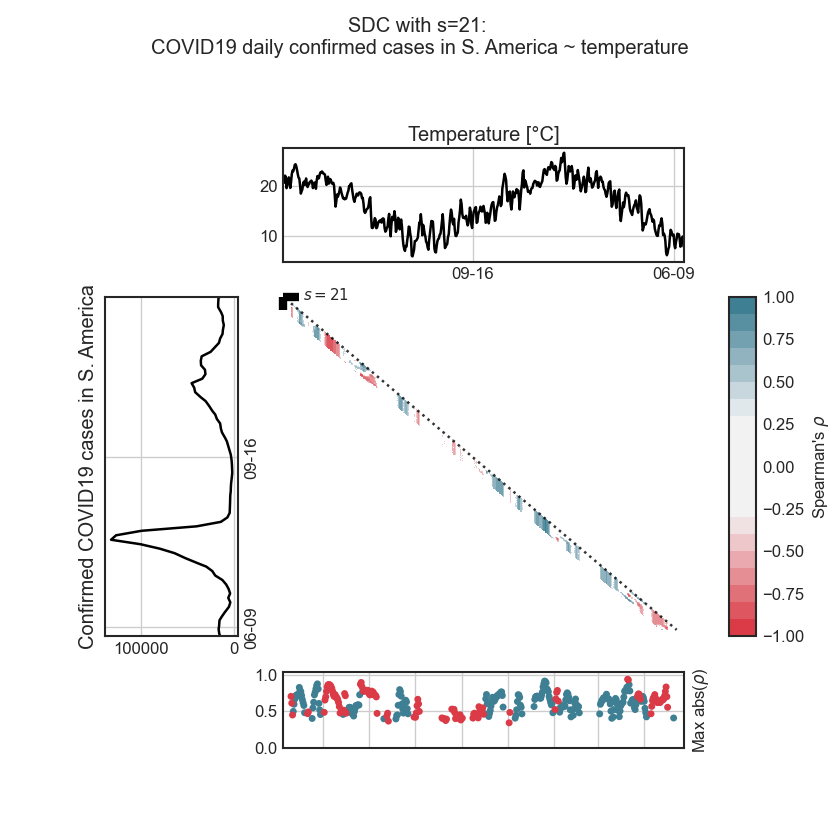 SDC with s=21:
COVID19 daily confirmed cases in S. America ~ temperature
Temperature [°C]
20
10
09-16
06-09
s = 21
Confirmed COVID19 cases in S. America
09-16
06-09
100000
0
1.00
0.75
0.50
0.25
0.00
−0.25
−0.50
−0.75
−1.00
Spearman's ρ
1.0
0.5
0.0
Max abs(ρ)